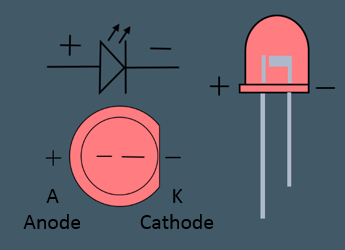 + −
+ −
+ −
A K
Anode Cathode